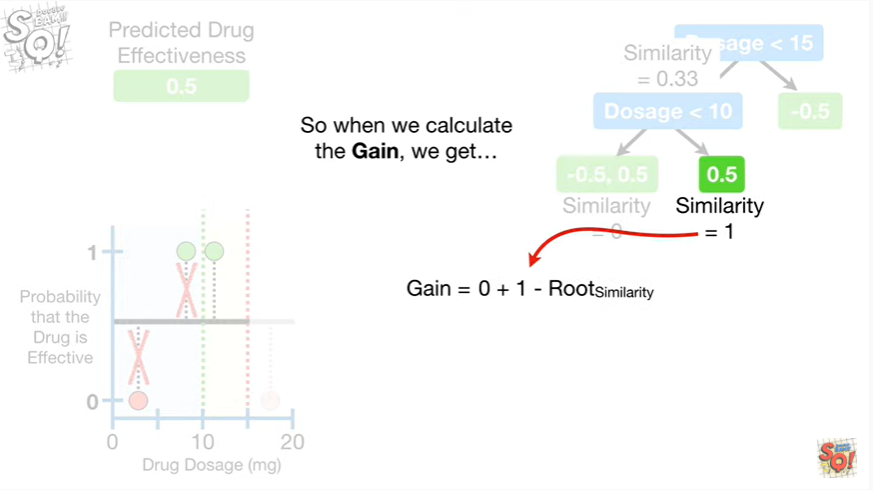 Predicted Drug
Effectiveness
0.5
So when we calculate
the Gain, we get…
Similarity
= 0.33
Dosage < 15
Dosage < 10
-0.5
-0.5, 0.5
0.5
Similarity
= 0
Similarity
= 1
Gain = 0 + 1 - Root Similarity
Probability
that the
Drug is
Effective
1
0
0
10
20
Drug Dosage (mg)
SQ!